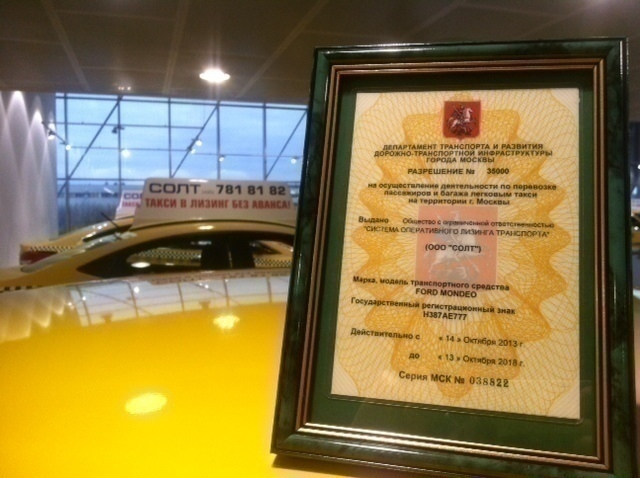 СОЛТ 781 81 82
ТАКСИ В ЛИЗИНГ БЕЗ АВАНСА!
ДЕПАРТАМЕНТ ТРАНСПОРТА И РАЗВИТИЯ
ДОРОЖНО-ТРАНСПОРТНОЙ ИНФРАСТРУКТУРЫ
ГОРОДА МОСКВЫ
РАЗРЕШЕНИЕ № 35000
на осуществление деятельности по перевозке
пассажиров и багажа легковым такси
на территории г. Москвы
Выдано Общество с ограниченной ответственностью
"СИСТЕМА ОПЕРАТИВНОГО ЛИЗИНГА ТРАНСПОРТА"
(ООО "СОЛТ")
Марка, модель транспортного средства
FORD MONDEO
Государственный регистрационный знак
Н387АЕ777
Действительно с « 14 » Октября 2013 г.
до « 13 » Октября 2018 г.
Серия МСК № 038822